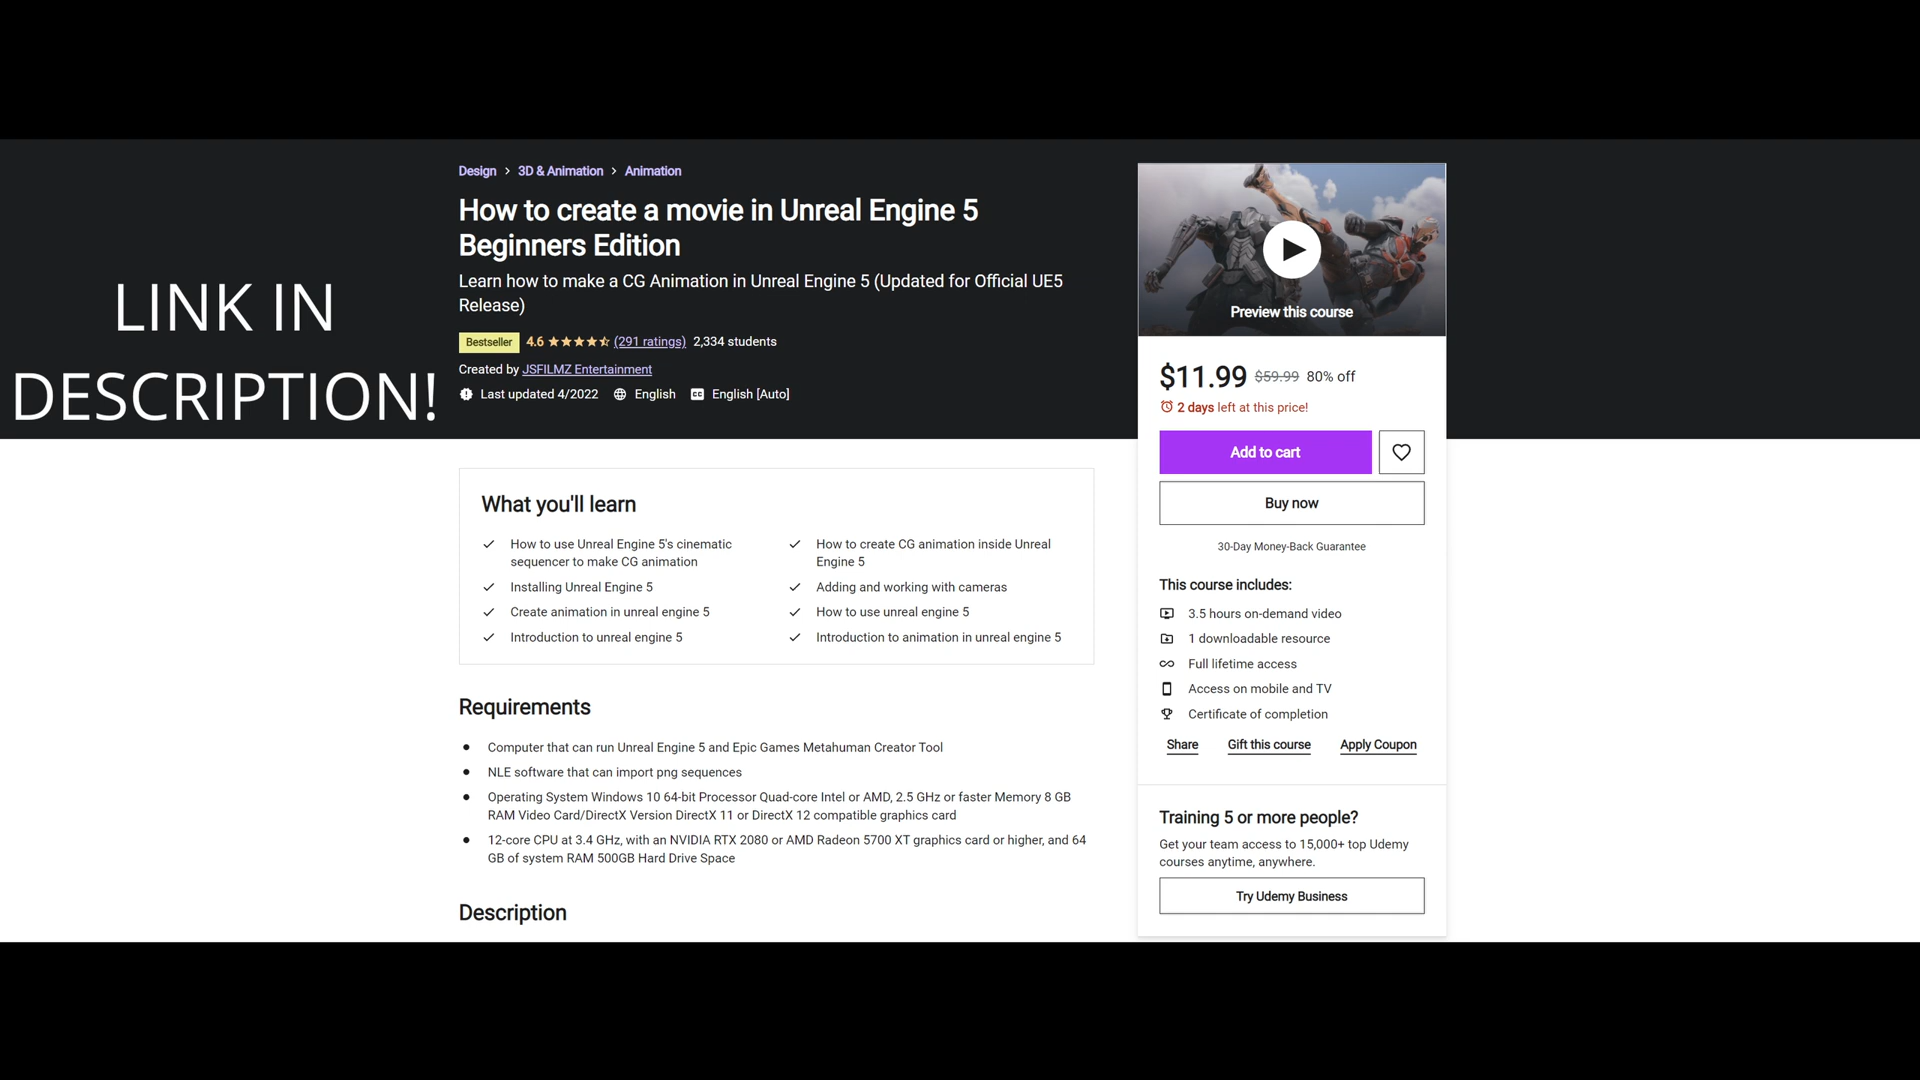 LINK IN
DESCRIPTION!
Design > 3D & Animation > Animation
How to create a movie in Unreal Engine 5
Beginners Edition
Learn how to make a CG Animation in Unreal Engine 5 (Updated for Official UE5
Release)
Bestseller 4.6 (291 ratings) 2,334 students
Created by JSFILMZ Entertainment
Last updated 4/2022 English CC English [Auto]
What you'll learn
How to use Unreal Engine 5's cinematic
sequencer to make CG animation
Installing Unreal Engine 5
Create animation in unreal engine 5
Introduction to unreal engine 5
How to create CG animation inside Unreal
Engine 5
Adding and working with cameras
How to use unreal engine 5
Introduction to animation in unreal engine 5
Requirements
Computer that can run Unreal Engine 5 and Epic Games Metahuman Creator Tool
NLE software that can import png sequences
Operating System Windows 10 64-bit Processor Quad-core Intel or AMD, 2.5 GHz or faster Memory 8 GB
RAM Video Card/DirectX Version DirectX 11 or DirectX 12 compatible graphics card
12-core CPU at 3.4 GHz, with an NVIDIA RTX 2080 or AMD Radeon 5700 XT graphics card or higher, and 64
GB of system RAM 500GB Hard Drive Space
Description
Preview this course
$11.99 $59.99 80% off
2 days left at this price!
Add to cart
Buy now
30-Day Money-Back Guarantee
This course includes:
3.5 hours on-demand video
1 downloadable resource
Full lifetime access
Access on mobile and TV
Certificate of completion
Share Gift this course Apply Coupon
Training 5 or more people?
Get your team access to 15,000+ top Udemy
courses anytime, anywhere.
Try Udemy Business